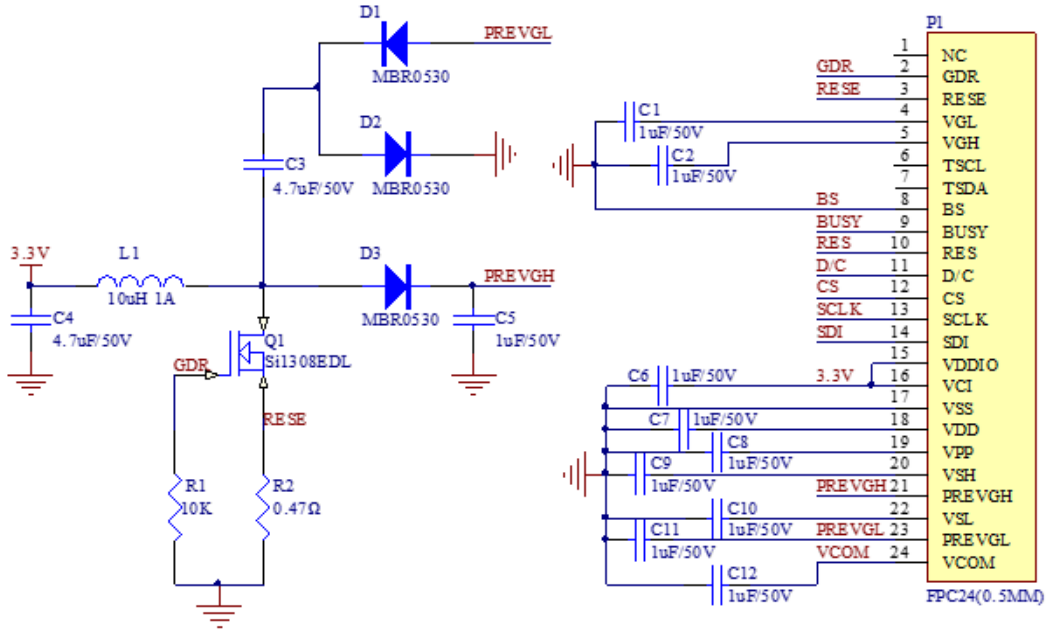 D1
PREVGL
MBR0530
D2
MBR0530
C3
4.7uF/50V
3.3V
L1
10uH 1A
C4
4.7uF/50V
D3
PREVGH
MBR0530
C5
1uF/50V
Q1
Si1308EDL
GDR
RESE
R1
10K
R2
0.47Ω
P1
C1
1uF/50V
C2
1uF/50V
1 NC
GDR 2 GDR
RESE 3 RESE
4 VGL
5 VGH
6 TSCL
7 TSDA
BS 8 BS
BUSY 9 BUSY
RES 10 RES
D/C 11 D/C
CS 12 CS
SCLK 13 SCLK
SDI 14 SDI
15 VDDIO
C6 1uF/50V 3.3V 16 VCI
17 VSS
C7 1uF/50V 18 VDD
C8 19 VPP
1uF/50V
C9 20 VSH
1uF/50V
PREVGH 21 PREVGH
C10 22 VSL
1uF/50V
C11 PREVGL 23 PREVGL
1uF/50V
VCOM 24 VCOM
C12
1uF/50V
FPC24(0.5MM)